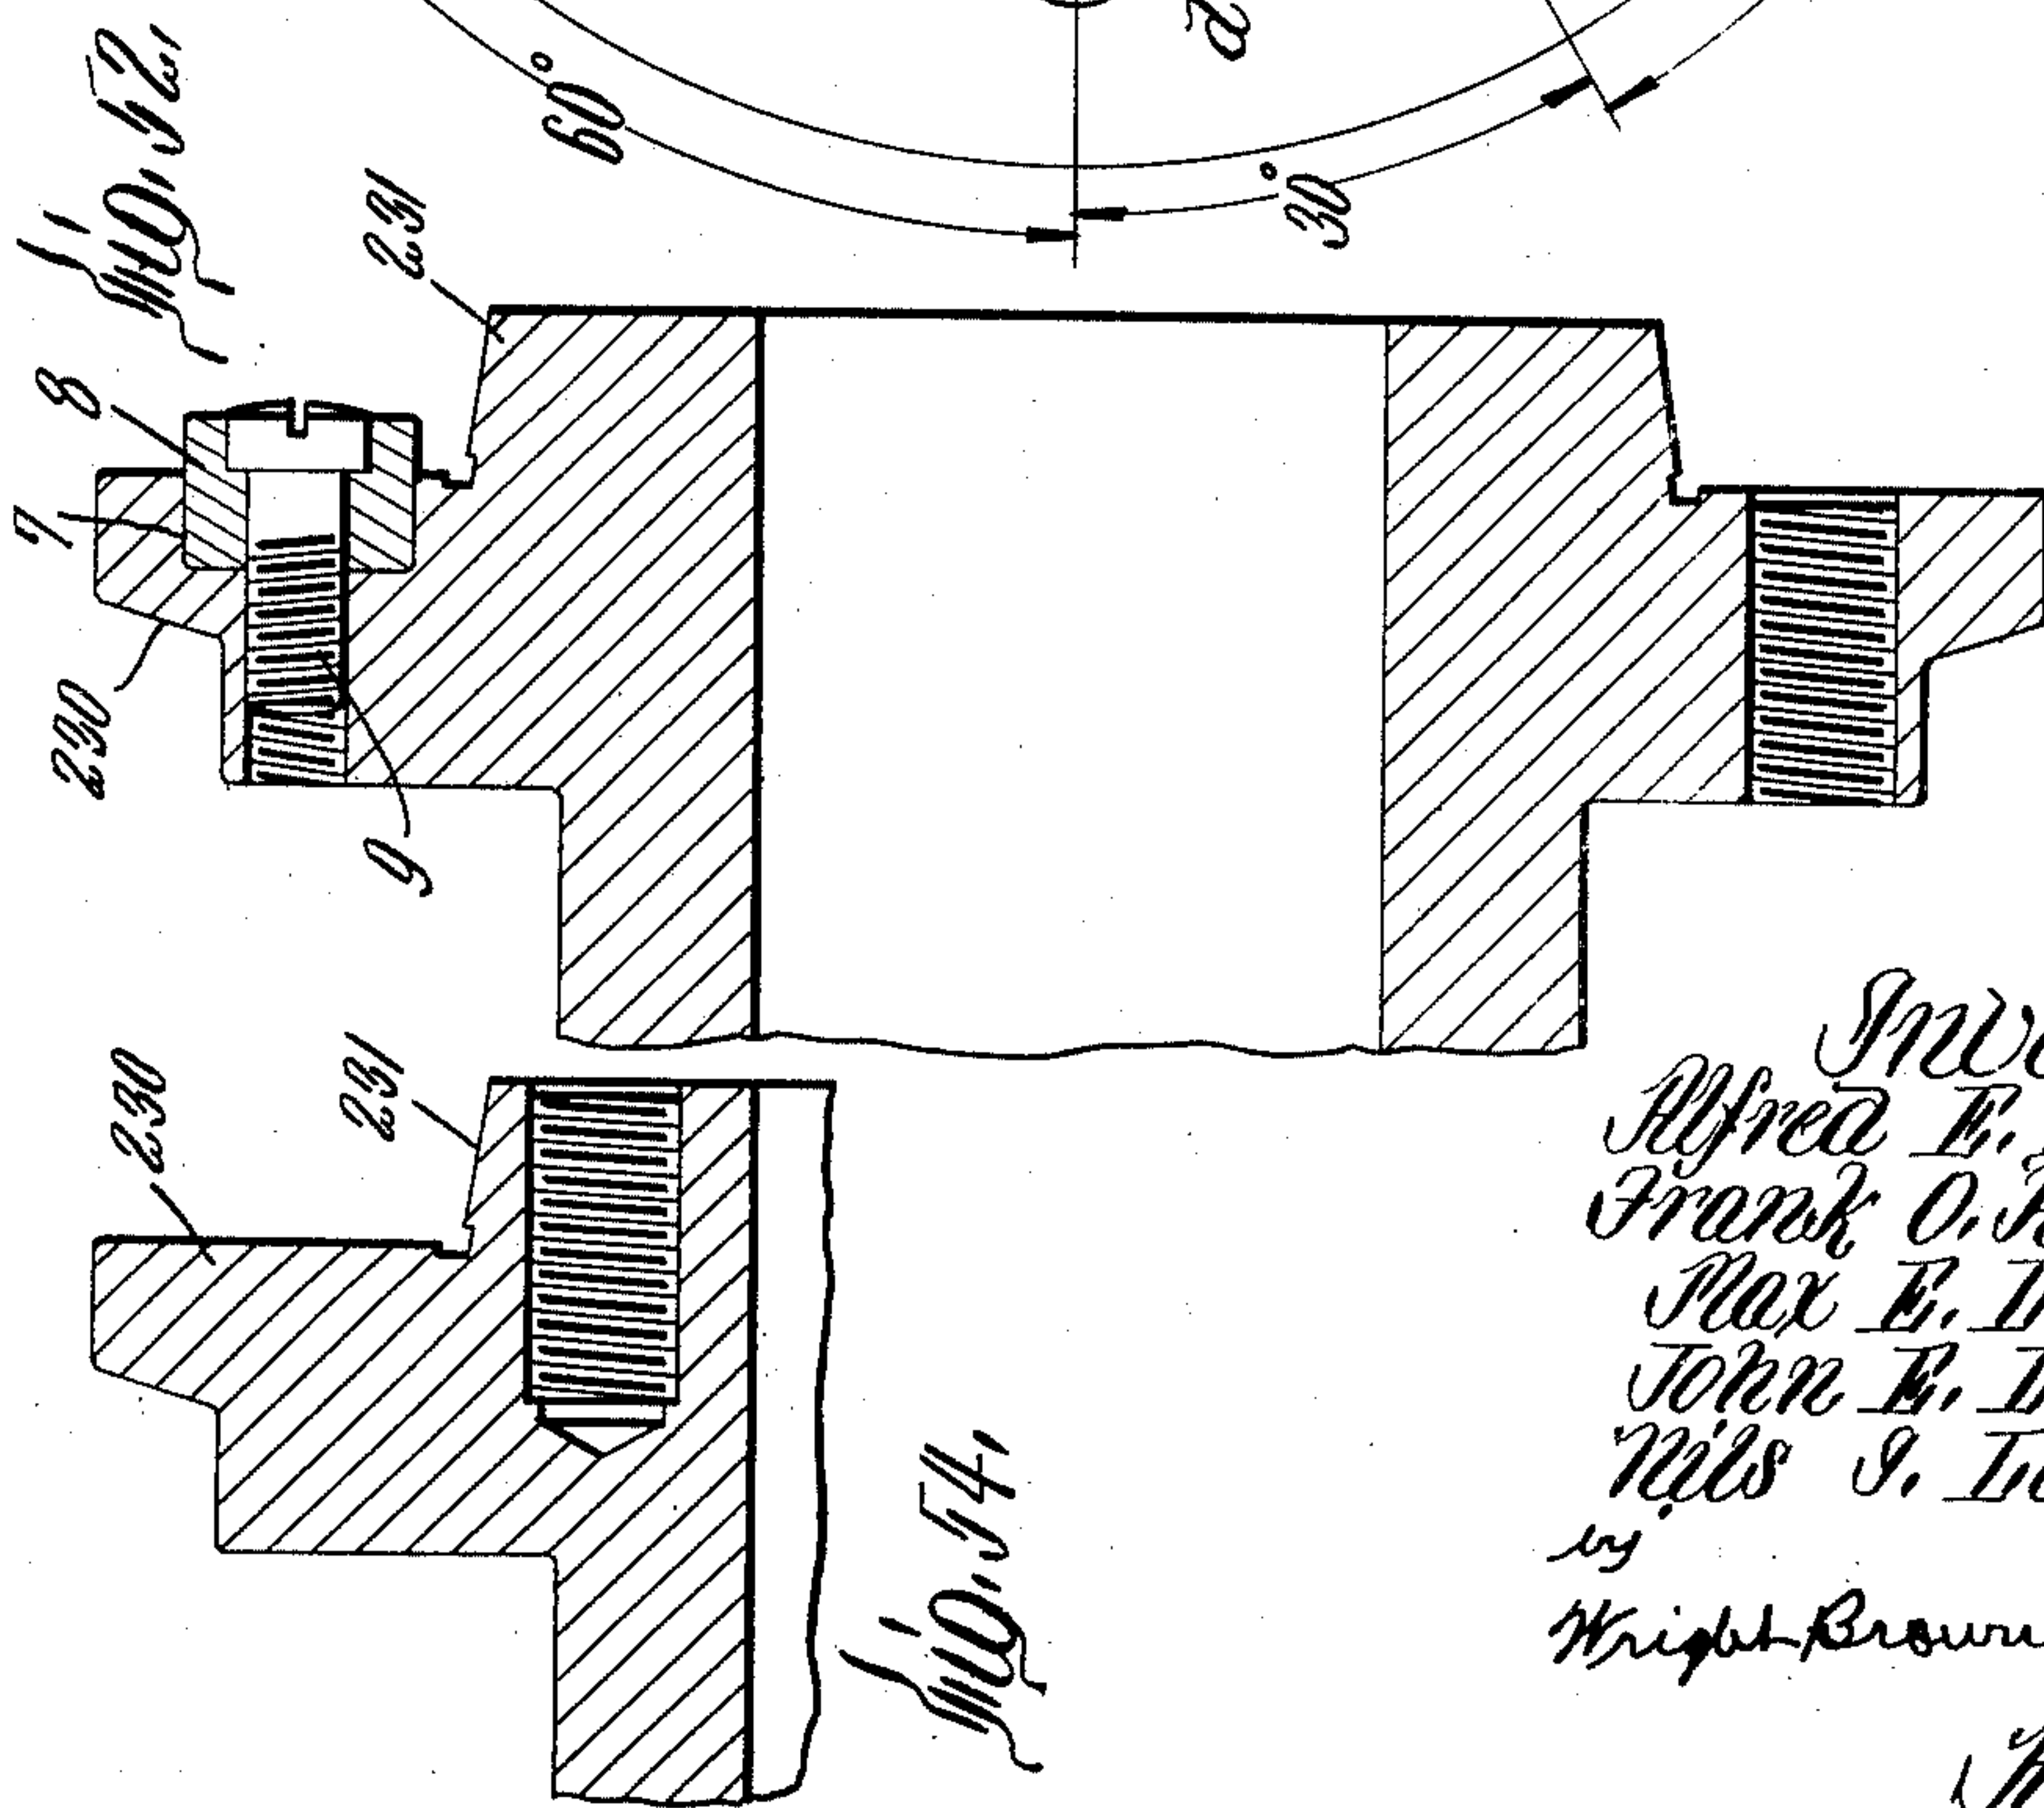 Fig. 52.
60°
30°
231
8
7
230
9
230
231
Fig. 54.
Alfred E.
Frank O.
Max E.
John E.
Nils I.
by
Wright Brown